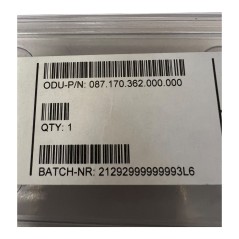 ODU-P/N: 087.170.362.000.000
QTY: 1
BATCH-NR: 21292999999993L6